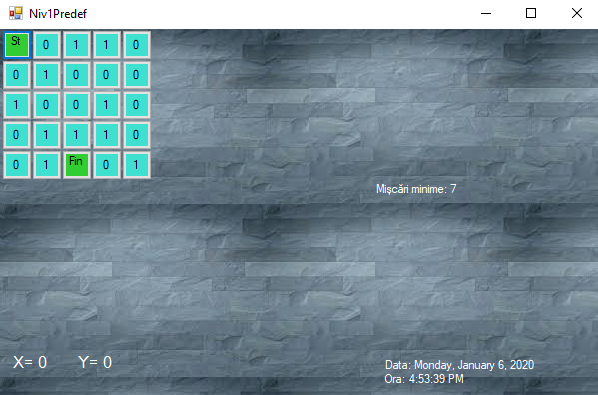 Niv1Predef
St 0 1 1 0
0 1 0 0 0
1 0 0 1 0
0 1 1 1 0
0 1 Fin 0 1
Mișcări minime: 7
X= 0 Y= 0
Data: Monday, January 6, 2020
Ora: 4:53:39 PM